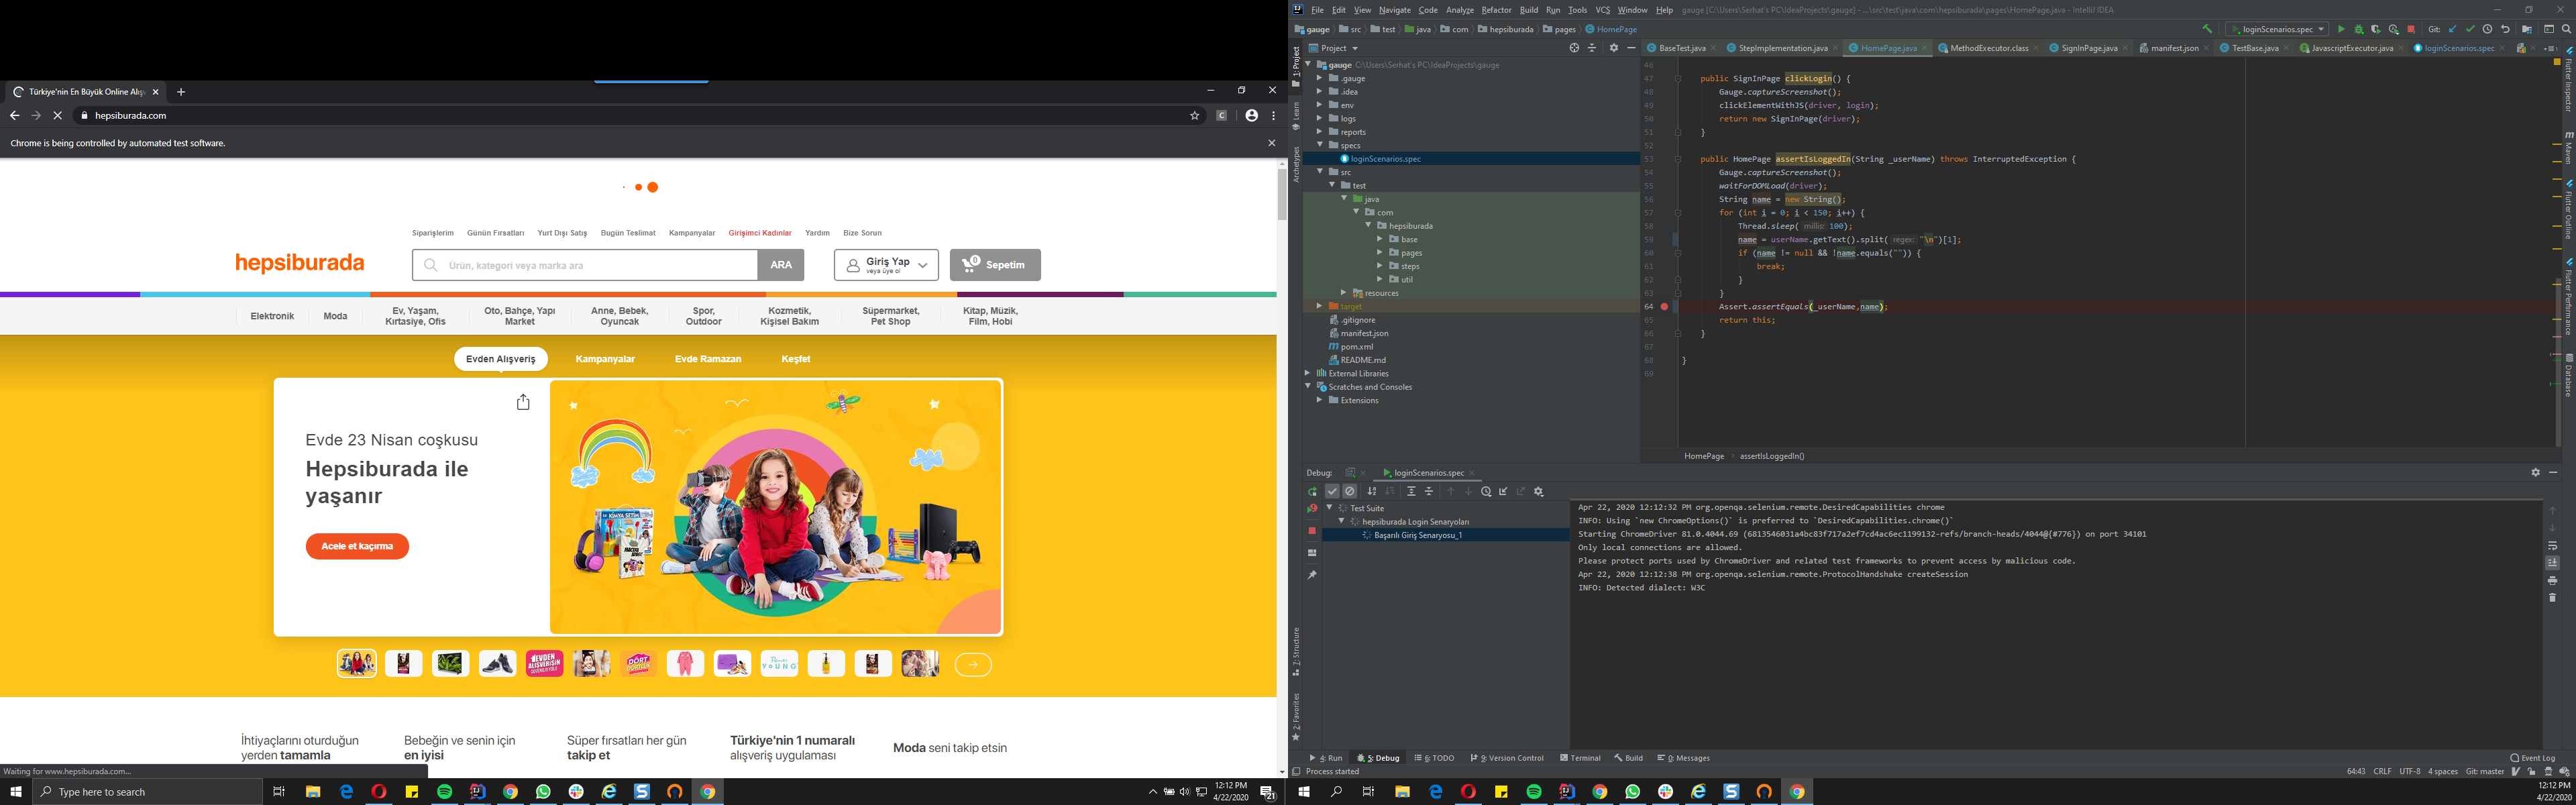 Türkiye'nin En Büyük Online Alışv
hepsiburada.com
Chrome is being controlled by automated test software.
Siparişlerim Günün Fırsatları Yurt Dışı Satış Bugün Teslimat Kampanyalar Girişimci Kadınlar Yardım Bize Sorun
hepsiburada
Ürün, kategori veya marka ara
ARA
Giriş Yap
veya üye ol
0
Sepetim
Elektronik
Moda
Ev, Yaşam,
Kırtasiye, Ofis
Oto, Bahçe, Yapı
Market
Anne, Bebek,
Oyuncak
Spor,
Outdoor
Kozmetik,
Kişisel Bakım
Süpermarket,
Pet Shop
Kitap, Müzik,
Film, Hobi
Evden Alışveriş Kampanyalar Evde Ramazan Keşfet
Evde 23 Nisan coşkusu
Hepsiburada ile
yaşanır
Acele et kaçırma
KİMYA SETİM
İhtiyaçlarını oturduğun
yerden tamamla
Bebeğin ve senin için
en iyisi
Süper fırsatları her gün
takip et
Türkiye'nin 1 numaralı
alışveriş uygulaması
Moda seni takip etsin
Waiting for www.hepsiburada.com...
Type here to search
12:12 PM
4/22/2020
21
File Edit View Navigate Code Analyze Refactor Build Run Tools VCS Window Help gauge [C:\Users\Serhat's PC\IdeaProjects\gauge] - ...\src\test\java\com\hepsiburada\pages\HomePage.java - IntelliJ IDEA
gauge src test java com hepsiburada pages HomePage
loginScenarios.spec
Git:
Project
BaseTest.java StepImplementation.java HomePage.java MethodExecutor.class SignInPage.java manifest.json TestBase.java JavascriptExecutor.java loginScenarios.spec
1: Project
Learn
Archetypes
7: Structure
2: Favorites
gauge C:\Users\Serhat's PC\IdeaProjects\gauge
.gauge
.idea
env
logs
reports
specs
loginScenarios.spec
src
test
java
com
hepsiburada
base
pages
steps
util
resources
target
.gitignore
manifest.json
pom.xml
README.md
External Libraries
Scratches and Consoles
Extensions
46
47 public SignInPage clickLogin() {
48 Gauge.captureScreenshot();
49 clickElementWithJS(driver, login);
50 return new SignInPage(driver);
51 }
52
53 public HomePage assertIsLoggedIn(String _userName) throws InterruptedException {
54 Gauge.captureScreenshot();
55 waitForDOMLoad(driver);
56 String name = new String();
57 for (int i = 0; i < 150; i++) {
58 Thread.sleep( millis: 100);
59 name = userName.getText().split( regex: "\n")[1];
60 if (name != null && !name.equals("")) {
61 break;
62 }
63 }
64 Assert.assertEquals(_userName,name);
65 return this;
66 }
67
68 }
69
HomePage assertIsLoggedIn()
Flutter Inspector
Maven
Flutter Outline
Flutter Performance
Database
Debug: loginScenarios.spec
Test Suite
hepsiburada Login Senaryoları
Başarılı Giriş Senaryosu_1
Apr 22, 2020 12:12:32 PM org.openqa.selenium.remote.DesiredCapabilities chrome
INFO: Using `new ChromeOptions()` is preferred to `DesiredCapabilities.chrome()`
Starting ChromeDriver 81.0.4044.69 (6813546031a4bc83f717a2ef7cd4ac6ec1199132-refs/branch-heads/4044@{#776}) on port 34101
Only local connections are allowed.
Please protect ports used by ChromeDriver and related test frameworks to prevent access by malicious code.
Apr 22, 2020 12:12:38 PM org.openqa.selenium.remote.ProtocolHandshake createSession
INFO: Detected dialect: W3C
4: Run 5: Debug 6: TODO 9: Version Control Terminal Build 0: Messages Event Log
Process started 64:43 CRLF UTF-8 4 spaces Git: master
12:12 PM
4/22/2020